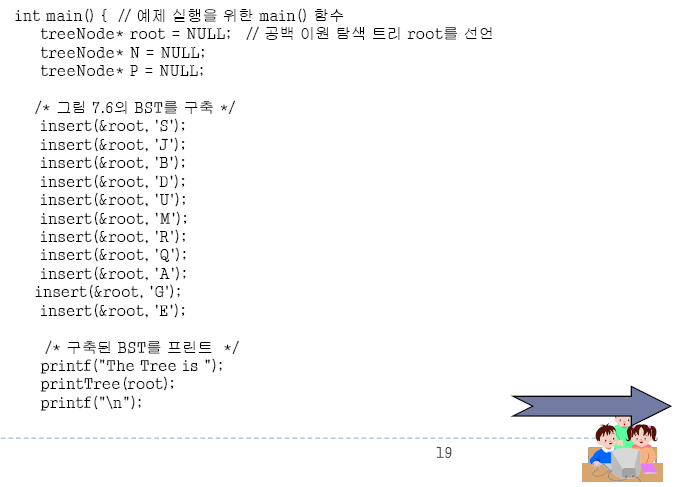 int main() { // 예제 실행을 위한 main() 함수
treeNode* root = NULL; // 공백 이원 탐색 트리 root를 선언
treeNode* N = NULL;
treeNode* P = NULL;
/* 그림 7.6의 BST를 구축 */
insert(&root, 'S');
insert(&root, 'J');
insert(&root, 'B');
insert(&root, 'D');
insert(&root, 'U');
insert(&root, 'M');
insert(&root, 'R');
insert(&root, 'Q');
insert(&root, 'A');
insert(&root, 'G');
insert(&root, 'E');
/* 구축된 BST를 프린트 */
printf("The Tree is ");
printTree(root);
printf("\n");
19